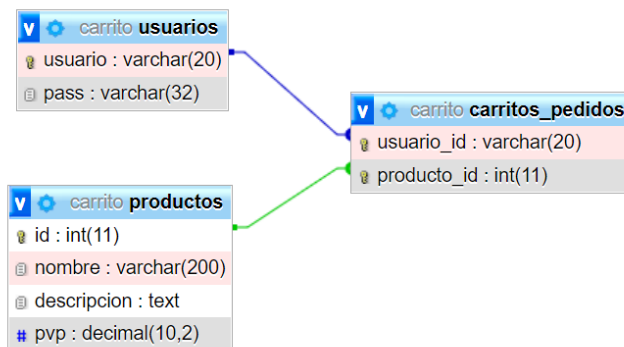 v carrito usuarios
usuario : varchar(20)
pass : varchar(32)
v carrito carritos_pedidos
usuario_id : varchar(20)
producto_id : int(11)
v carrito productos
id : int(11)
nombre : varchar(200)
descripcion : text
# pvp : decimal(10,2)